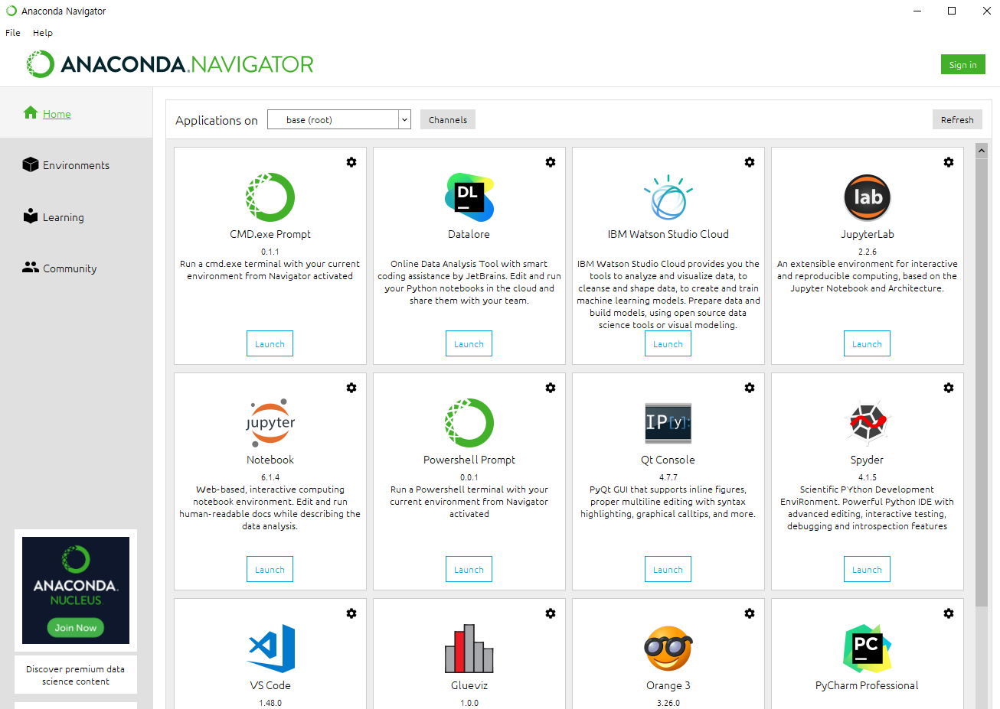 Anaconda Navigator
File Help
ANACONDA.NAVIGATOR
Sign in
Home
Environments
Learning
Community
ANACONDA.
NUCLEUS
Join Now
Discover premium data
science content
Applications on base (root) Channels
Refresh
CMD.exe Prompt
0.1.1
Run a cmd.exe terminal with your current
environment from Navigator activated
Launch
DL
Datalore
Online Data Analysis Tool with smart
coding assistance by JetBrains. Edit and run
your Python notebooks in the cloud and
share them with your team.
Launch
IBM Watson Studio Cloud
IBM Watson Studio Cloud provides you the
tools to analyze and visualize data, to
cleanse and shape data, to create and train
machine learning models. Prepare data and
build models, using open source data
science tools or visual modeling.
Launch
lab
JupyterLab
2.2.6
An extensible environment for interactive
and reproducible computing, based on the
Jupyter Notebook and Architecture.
Launch
jupyter
Notebook
6.1.4
Web-based, interactive computing
notebook environment. Edit and run
human-readable docs while describing the
data analysis.
Launch
Powershell Prompt
0.0.1
Run a Powershell terminal with your
current environment from Navigator
activated
Launch
IP[y]:
Qt Console
4.7.7
PyQt GUI that supports inline figures,
proper multiline editing with syntax
highlighting, graphical calltips, and more.
Launch
Spyder
4.1.5
Scientific PYthon Development
EnviRonment. Powerful Python IDE with
advanced editing, interactive testing,
debugging and introspection features
Launch
VS Code
1.48.0
Glueviz
1.0.0
Orange 3
3.26.0
PC
PyCharm Professional